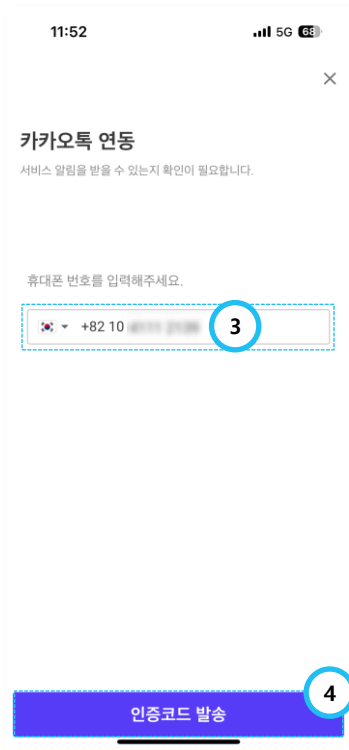 11:52 5G 68
카카오톡 연동
서비스 알림을 받을 수 있는지 확인이 필요합니다.
휴대폰 번호를 입력해주세요.
+82 10 3
4
인증코드 발송